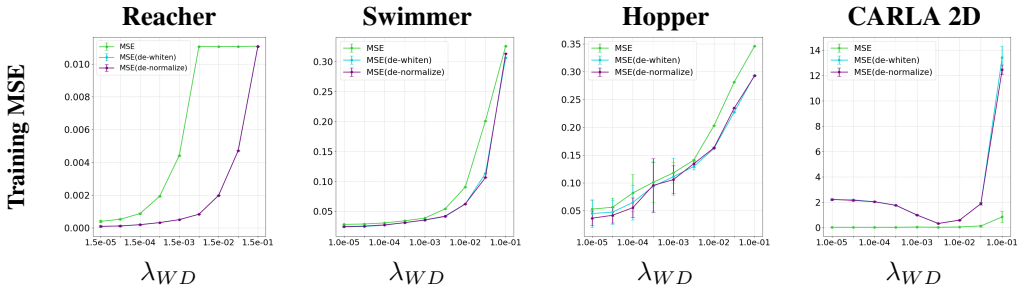 Reacher Swimmer Hopper CARLA 2D
Training MSE
MSE
MSE(de-whiten)
MSE(de-normalize)
0.010
0.008
0.006
0.004
0.002
0.000
1.5e-05 1.5e-04 1.5e-03 1.5e-02 1.5e-01
λWD
MSE
MSE(de-whiten)
MSE(de-normalize)
0.30
0.25
0.20
0.15
0.10
0.05
1.0e-05 1.0e-04 1.0e-03 1.0e-02 1.0e-01
λWD
MSE
MSE(de-whiten)
MSE(de-normalize)
0.35
0.30
0.25
0.20
0.15
0.10
0.05
1.0e-05 1.0e-04 1.0e-03 1.0e-02 1.0e-01
λWD
MSE
MSE(de-whiten)
MSE(de-normalize)
14
12
10
8
6
4
2
0
1.0e-05 1.0e-04 1.0e-03 1.0e-02 1.0e-01
λWD